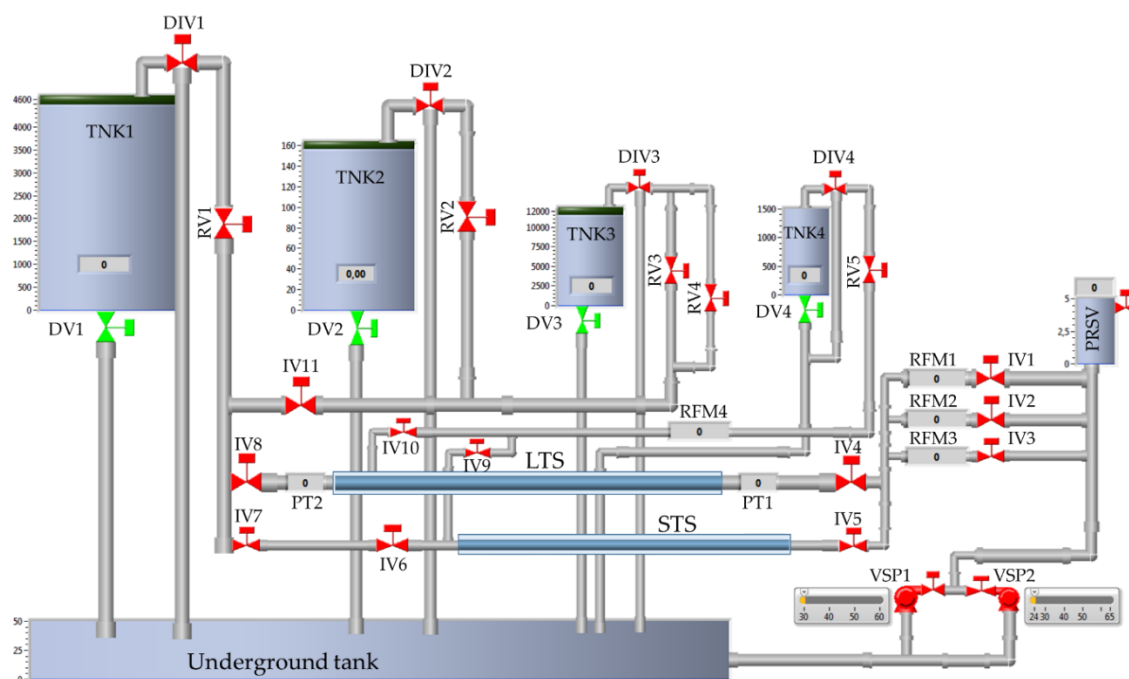 DIV1
DIV2
4600
4000
3500
3000
2500
2000
1500
1000
500
0
TNK1
0
160
140
120
100
80
60
40
20
0
TNK2
0,00
DIV3
DIV4
12000
10000
7500
5000
2500
0
TNK3
0
1500
1000
500
0
TNK4
0
RV1
RV2
RV3
RV4
RV5
DV1
DV2
DV3
DV4
0
5
2,5
0
PRSV
IV11
RFM1
0
IV1
RFM2
0
IV2
RFM3
0
IV3
RFM4
0
IV10
IV9
IV8
LTS
IV4
0
PT2
0
PT1
IV7
IV6
STS
IV5
VSP1
VSP2
30 40 50 60
24 30 40 50 65
50
25
0
Underground tank